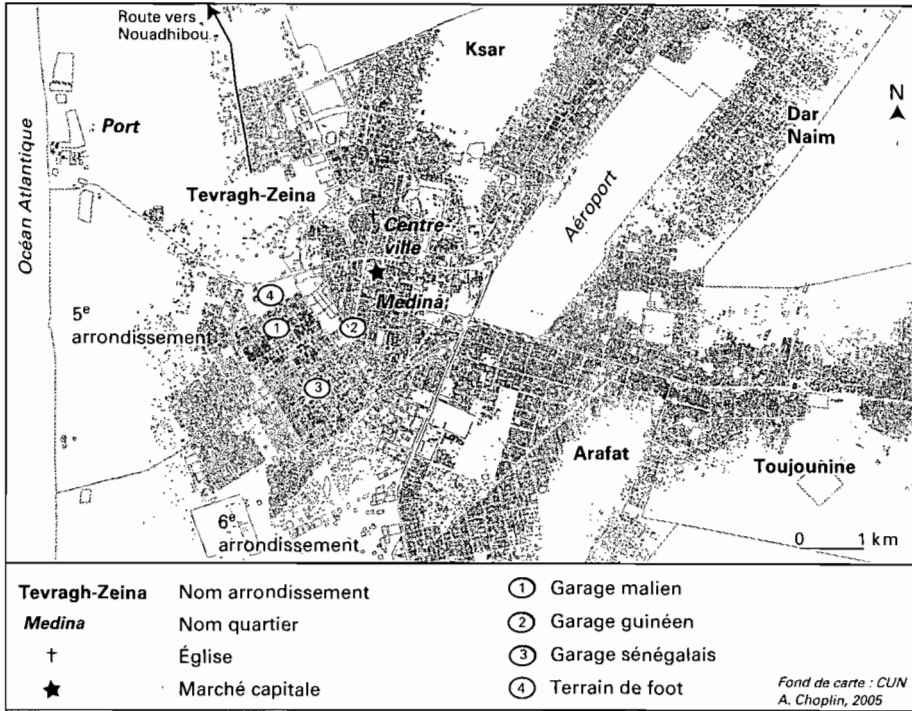 Route vers
Nouadhibou
Ksar
N
Océan Atlantique
Port
Dar
Naim
Tevragh-Zeina
Aéroport
Centre-
ville
4
Medina
5e
arrondissement
1
2
3
Arafat
Toujounine
6e
arrondissement
0 1 km
Tevragh-Zeina Nom arrondissement
Medina Nom quartier
Église
Marché capitale
1 Garage malien
2 Garage guinéen
3 Garage sénégalais
4 Terrain de foot
Fond de carte : CUN
A. Choplin, 2005